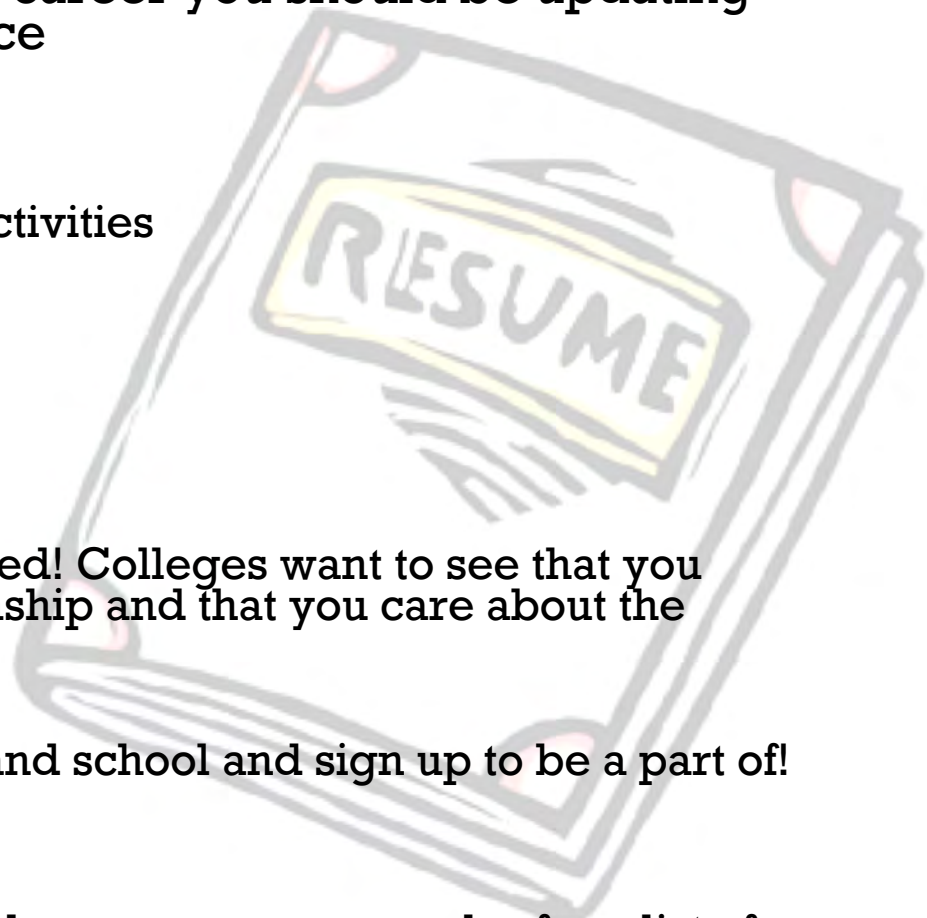 career you should be updating
ce
ctivities
RESUME
ed! Colleges want to see that you
ship and that you care about the
and school and sign up to be a part of!